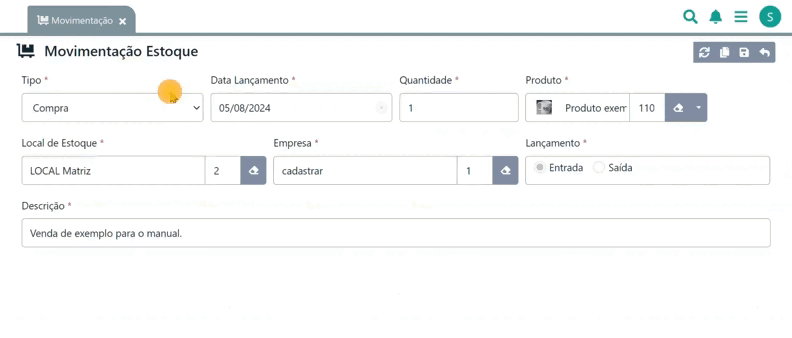 Movimentação
S
Movimentação Estoque
Tipo *
Data Lançamento *
Quantidade *
Produto *
Compra
05/08/2024
1
Produto exem
110
Local de Estoque *
Empresa *
Lançamento *
LOCAL Matriz
2
cadastrar
1
Entrada
Saída
Descrição *
Venda de exemplo para o manual.